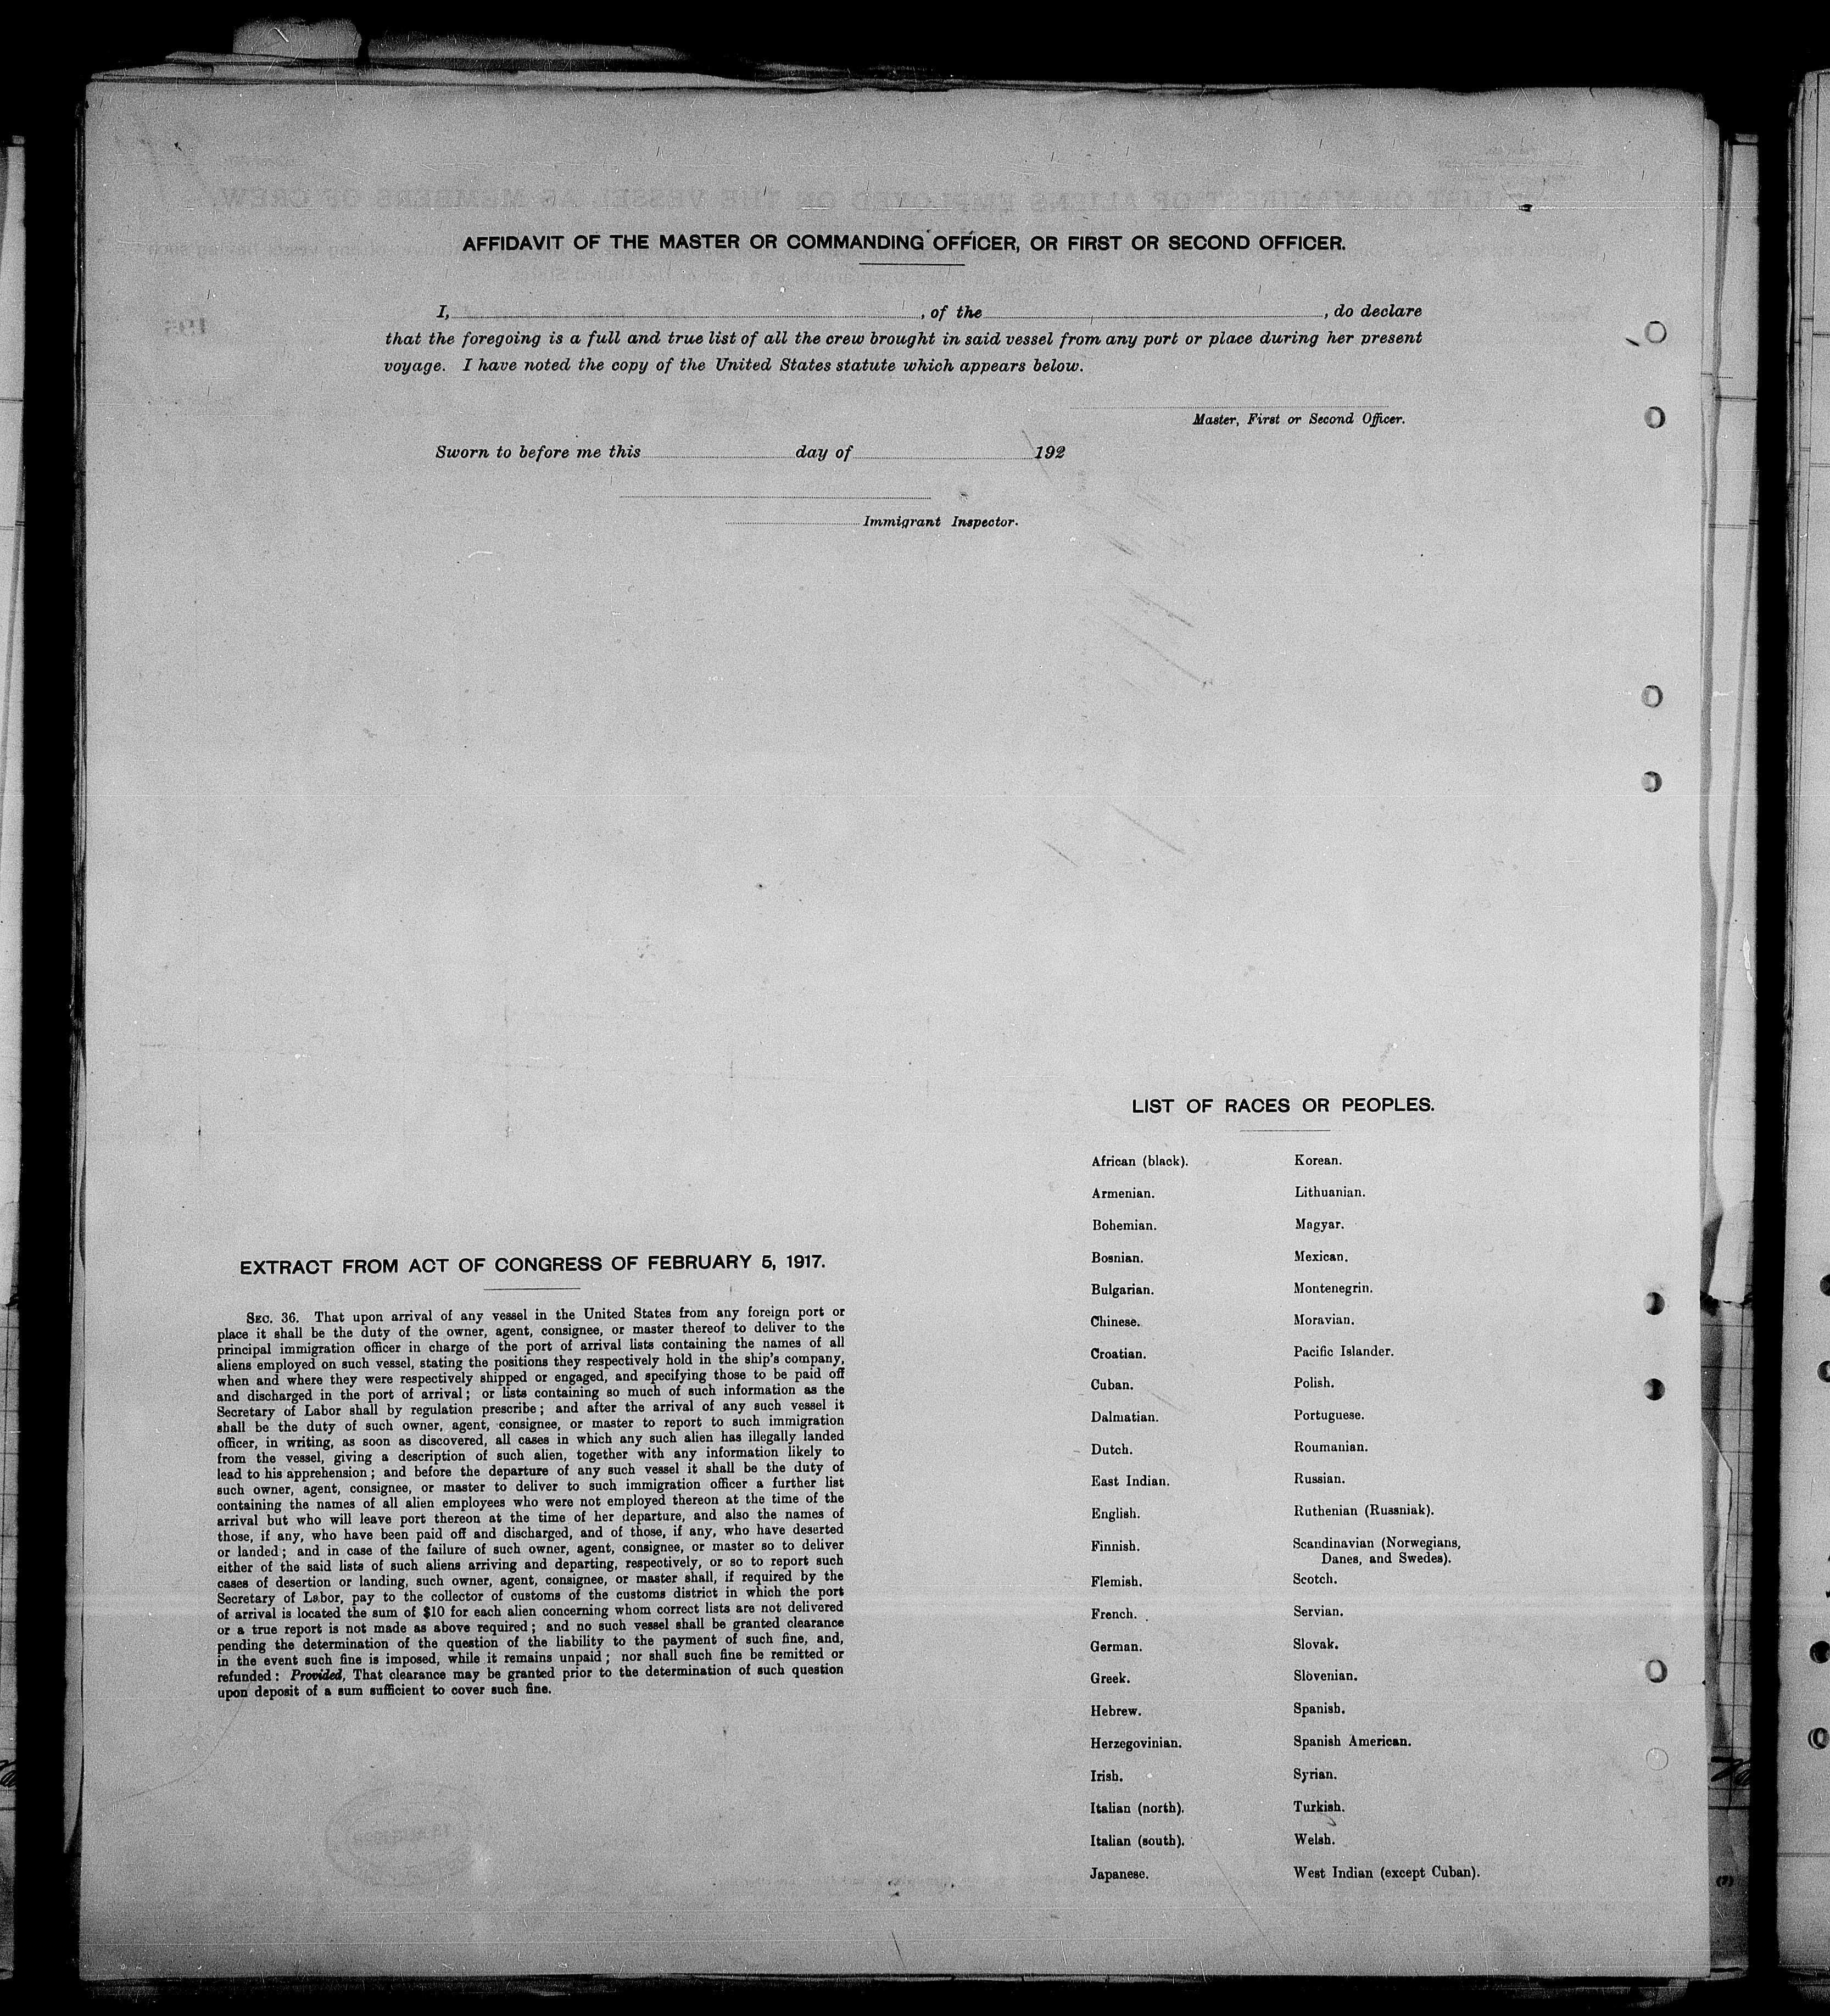 AFFIDAVIT OF THE MASTER OR COMMANDING OFFICER, OR FIRST OR SECOND OFFICER.
I, , of the , do declare
that the foregoing is a full and true list of all the crew brought in said vessel from any port or place during her present
voyage. I have noted the copy of the United States statute which appears below.
Master, First or Second Officer.
Sworn to before me this day of 192
Immigrant Inspector.
EXTRACT FROM ACT OF CONGRESS OF FEBRUARY 5, 1917.
SEC. 36. That upon arrival of any vessel in the United States from any foreign port or
place it shall be the duty of the owner, agent, consignee, or master thereof to deliver to the
principal immigration officer in charge of the port of arrival lists containing the names of all
aliens employed on such vessel, stating the positions they respectively hold in the ship's company,
when and where they were respectively shipped or engaged, and specifying those to be paid off
and discharged in the port of arrival; or lists containing so much of such information as the
Secretary of Labor shall by regulation prescribe; and after the arrival of any such vessel it
shall be the duty of such owner, agent, consignee, or master to report to such immigration
officer, in writing, as soon as discovered, all cases in which any such alien has illegally landed
from the vessel, giving a description of such alien, together with any information likely to
lead to his apprehension; and before the departure of any such vessel it shall be the duty of
such owner, agent, consignee, or master to deliver to such immigration officer a further list
containing the names of all alien employees who were not employed thereon at the time of the
arrival but who will leave port thereon at the time of her departure, and also the names of
those, if any, who have been paid off and discharged, and of those, if any, who have deserted
or landed; and in case of the failure of such owner, agent, consignee, or master so to deliver
either of the said lists of such aliens arriving and departing, respectively, or so to report such
cases of desertion or landing, such owner, agent, consignee, or master shall, if required by the
Secretary of Labor, pay to the collector of customs of the customs district in which the port
of arrival is located the sum of $10 for each alien concerning whom correct lists are not delivered
or a true report is not made as above required; and no such vessel shall be granted clearance
pending the determination of the question of the liability to the payment of such fine, and,
in the event such fine is imposed, while it remains unpaid; nor shall such fine be remitted or
refunded: Provided, That clearance may be granted prior to the determination of such question
upon deposit of a sum sufficient to cover such fine.
LIST OF RACES OR PEOPLES.
African (black).
Armenian.
Bohemian.
Bosnian.
Bulgarian.
Chinese.
Croatian.
Cuban.
Dalmatian.
Dutch.
East Indian.
English.
Finnish.
Flemish.
French.
German.
Greek.
Hebrew.
Herzegovinian.
Irish.
Italian (north).
Italian (south).
Japanese.
Korean.
Lithuanian.
Magyar.
Mexican.
Montenegrin.
Moravian.
Pacific Islander.
Polish.
Portuguese.
Roumanian.
Russian.
Ruthenian (Russniak).
Scandinavian (Norwegians,
Danes, and Swedes).
Scotch.
Servian.
Slovak.
Slovenian.
Spanish.
Spanish American.
Syrian.
Turkish.
Welsh.
West Indian (except Cuban).